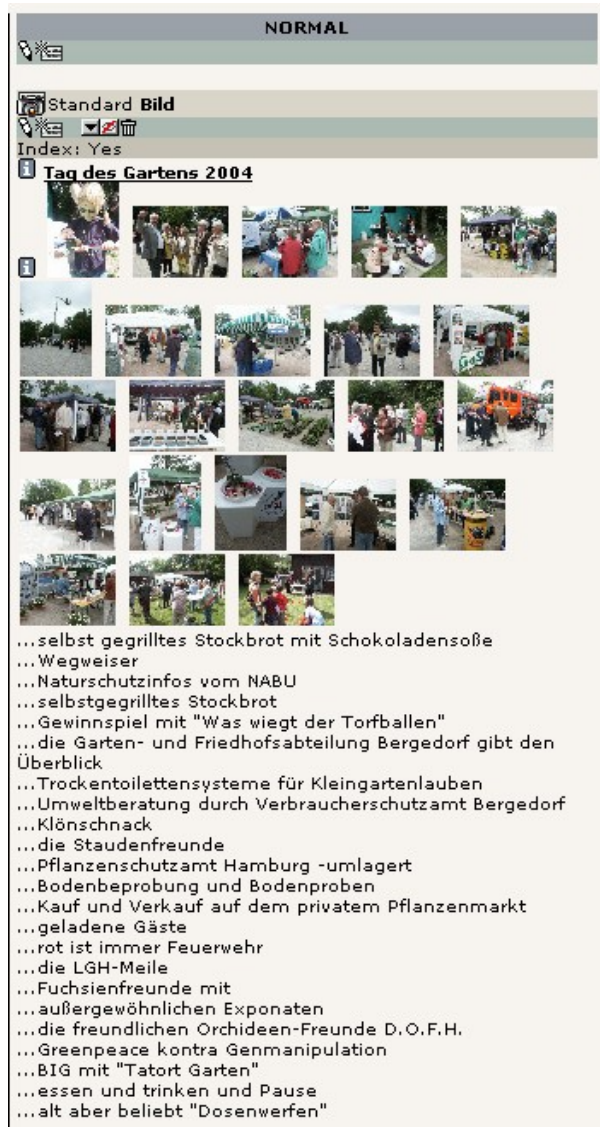 NORMAL
Standard Bild
Index: Yes
Tag des Gartens 2004
...selbst gegrilltes Stockbrot mit Schokoladensoße
...Wegweiser
...Naturschutzinfos vom NABU
...selbstgegrilltes Stockbrot
...Gewinnspiel mit "Was wiegt der Torfballen"
...die Garten- und Friedhofsabteilung Bergedorf gibt den
Überblick
...Trockentoilettensysteme für Kleingartenlauben
...Umweltberatung durch Verbraucherschutzamt Bergedorf
...Klönschnack
...die Staudenfreunde
...Pflanzenschutzamt Hamburg -umlagert
...Bodenbeprobung und Bodenproben
...Kauf und Verkauf auf dem privatem Pflanzenmarkt
...geladene Gäste
...rot ist immer Feuerwehr
...die LGH-Meile
...Fuchsienfreunde mit
...außergewöhnlichen Exponaten
...die freundlichen Orchideen-Freunde D.O.F.H.
...Greenpeace kontra Genmanipulation
...BIG mit "Tatort Garten"
...essen und trinken und Pause
...alt aber beliebt "Dosenwerfen"